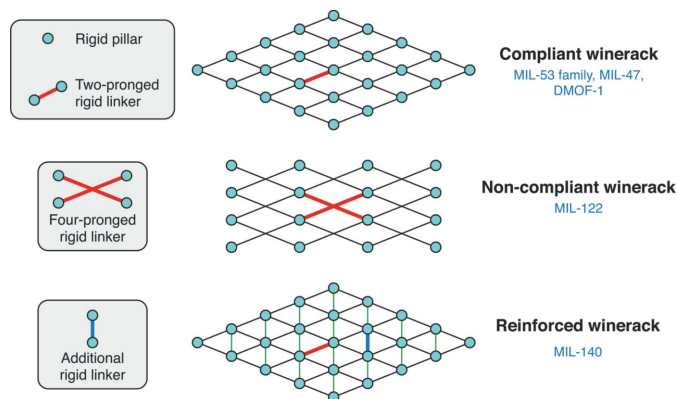 Rigid pillar
Two-pronged
rigid linker
Compliant winerack
MIL-53 family, MIL-47,
DMOF-1
Four-pronged
rigid linker
Non-compliant winerack
MIL-122
Additional
rigid linker
Reinforced winerack
MIL-140